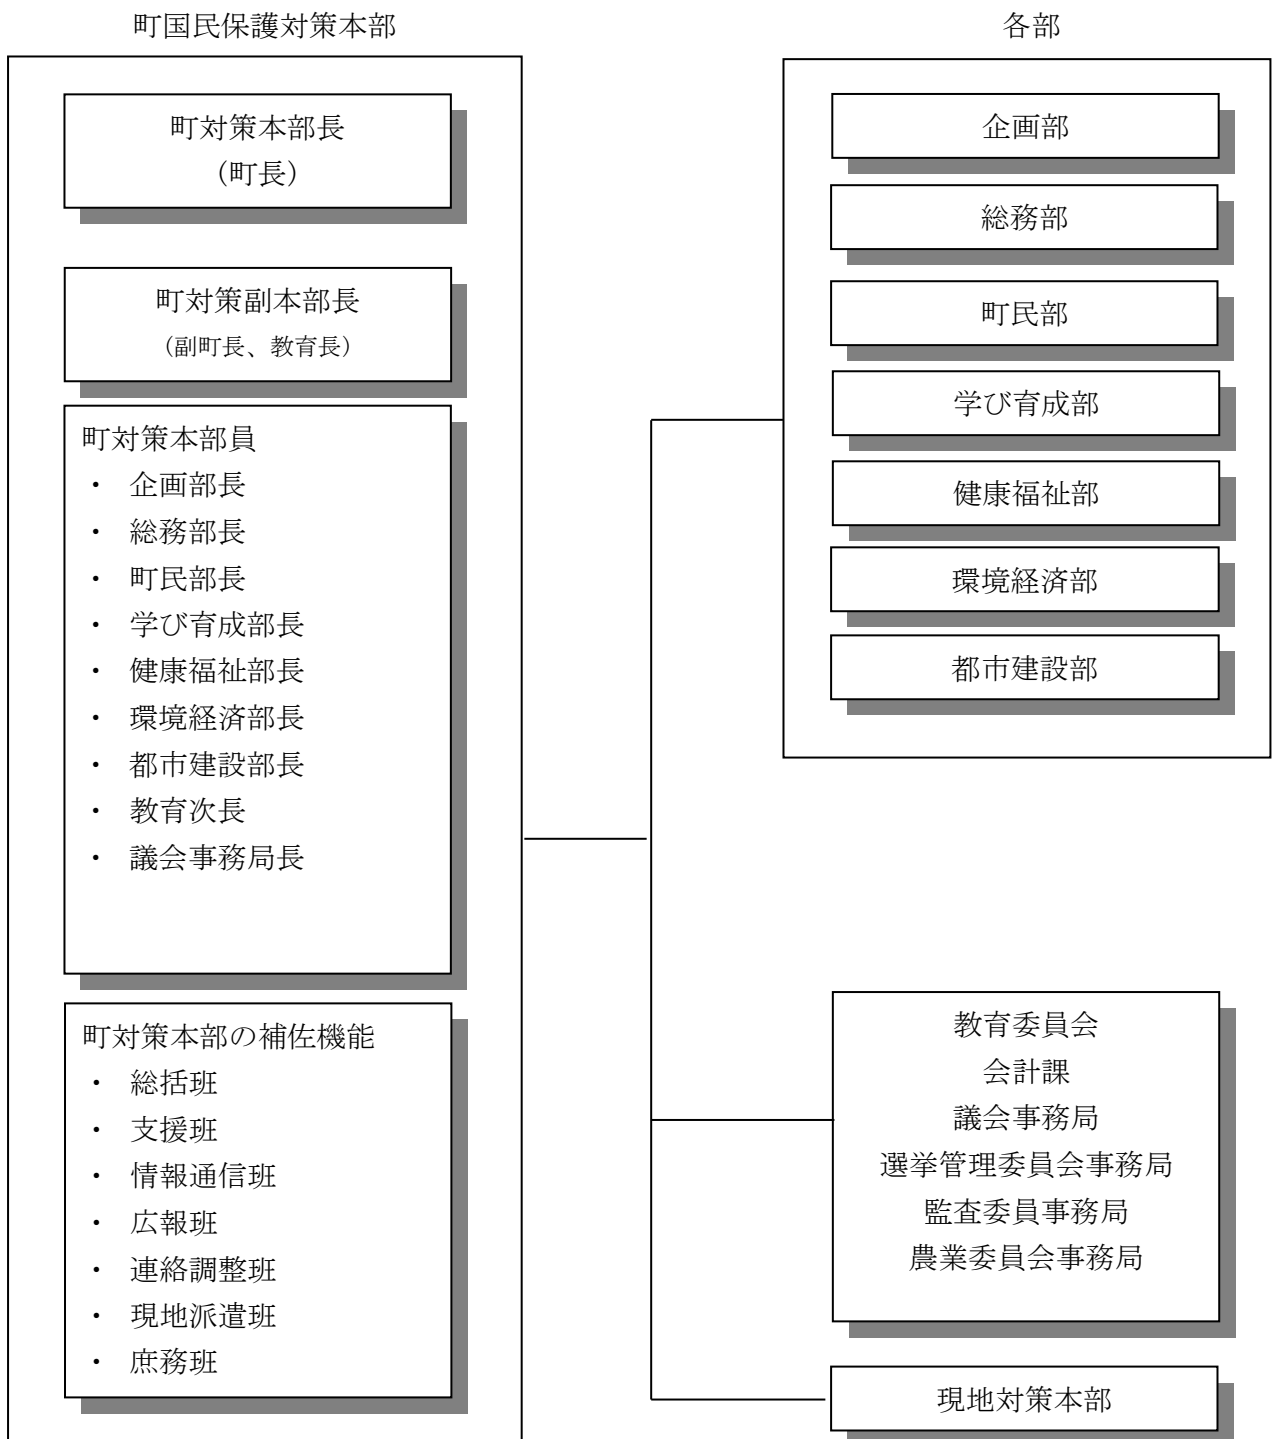 町国民保護対策本部
町対策本部長
（町長）
町対策副本部長
（副町長、教育長）
町対策本部員
・ 企画部長
・ 総務部長
・ 町民部長
・ 学び育成部長
・ 健康福祉部長
・ 環境経済部長
・ 都市建設部長
・ 教育次長
・ 議会事務局長
町対策本部の補佐機能
・ 総括班
・ 支援班
・ 情報通信班
・ 広報班
・ 連絡調整班
・ 現地派遣班
・ 庶務班
各部
企画部
総務部
町民部
学び育成部
健康福祉部
環境経済部
都市建設部
教育委員会
会計課
議会事務局
選挙管理委員会事務局
監査委員事務局
農業委員会事務局
現地対策本部